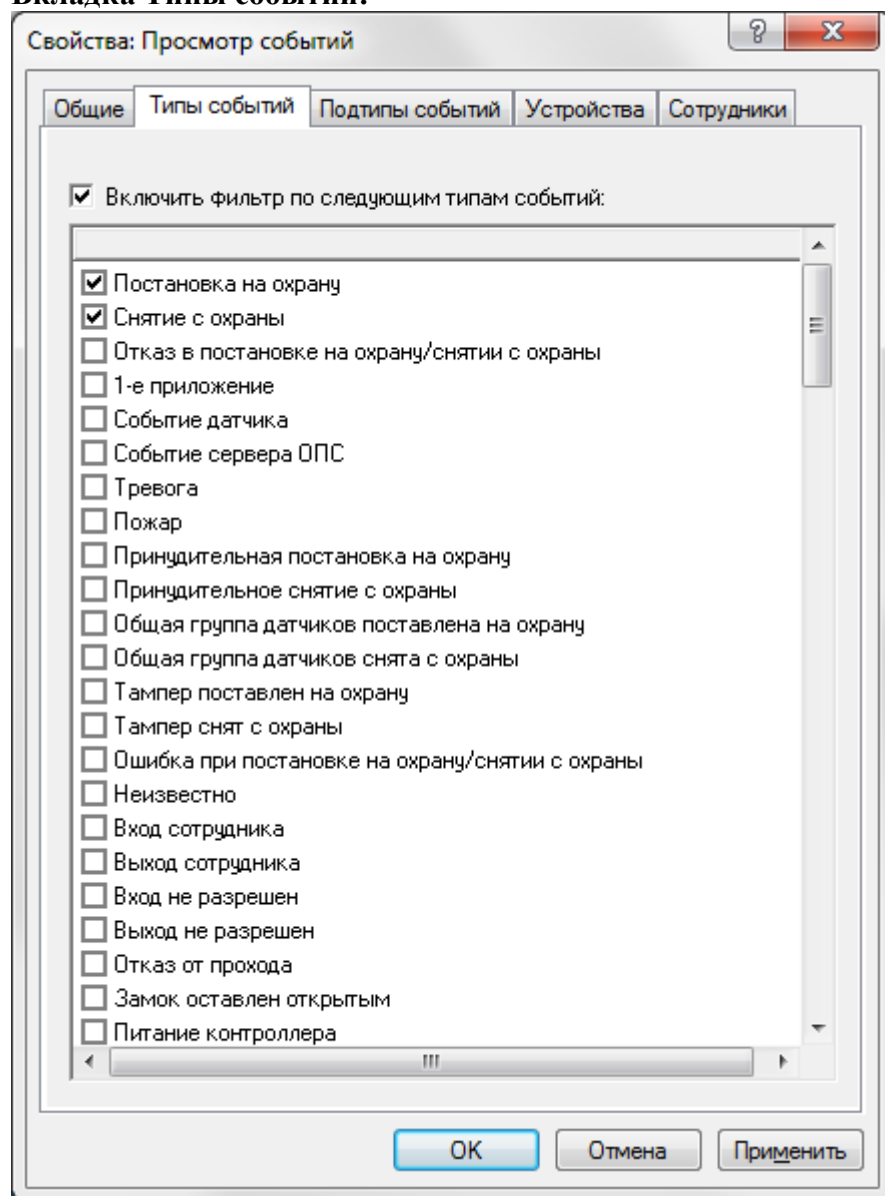 Вкладка Типы событий:
Свойства: Просмотр событий
Общие Типы событий Подтипы событий Устройства Сотрудники
Включить фильтр по следующим типам событий:
Постановка на охрану
Снятие с охраны
Отказ в постановке на охрану/снятии с охраны
1-е приложение
Событие датчика
Событие сервера ОПС
Тревога
Пожар
Принудительная постановка на охрану
Принудительное снятие с охраны
Общая группа датчиков поставлена на охрану
Общая группа датчиков снята с охраны
Тампер поставлен на охрану
Тампер снят с охраны
Ошибка при постановке на охрану/снятии с охраны
Неизвестно
Вход сотрудника
Выход сотрудника
Вход не разрешен
Выход не разрешен
Отказ от прохода
Замок оставлен открытым
Питание контроллера
OK Отмена Применить